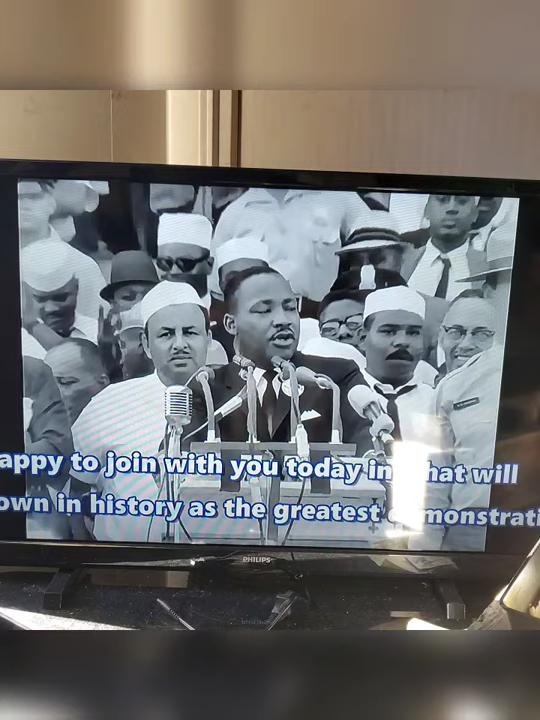 appy to join with you today in hat will
own in history as the greatest monstrati
PHILIPS